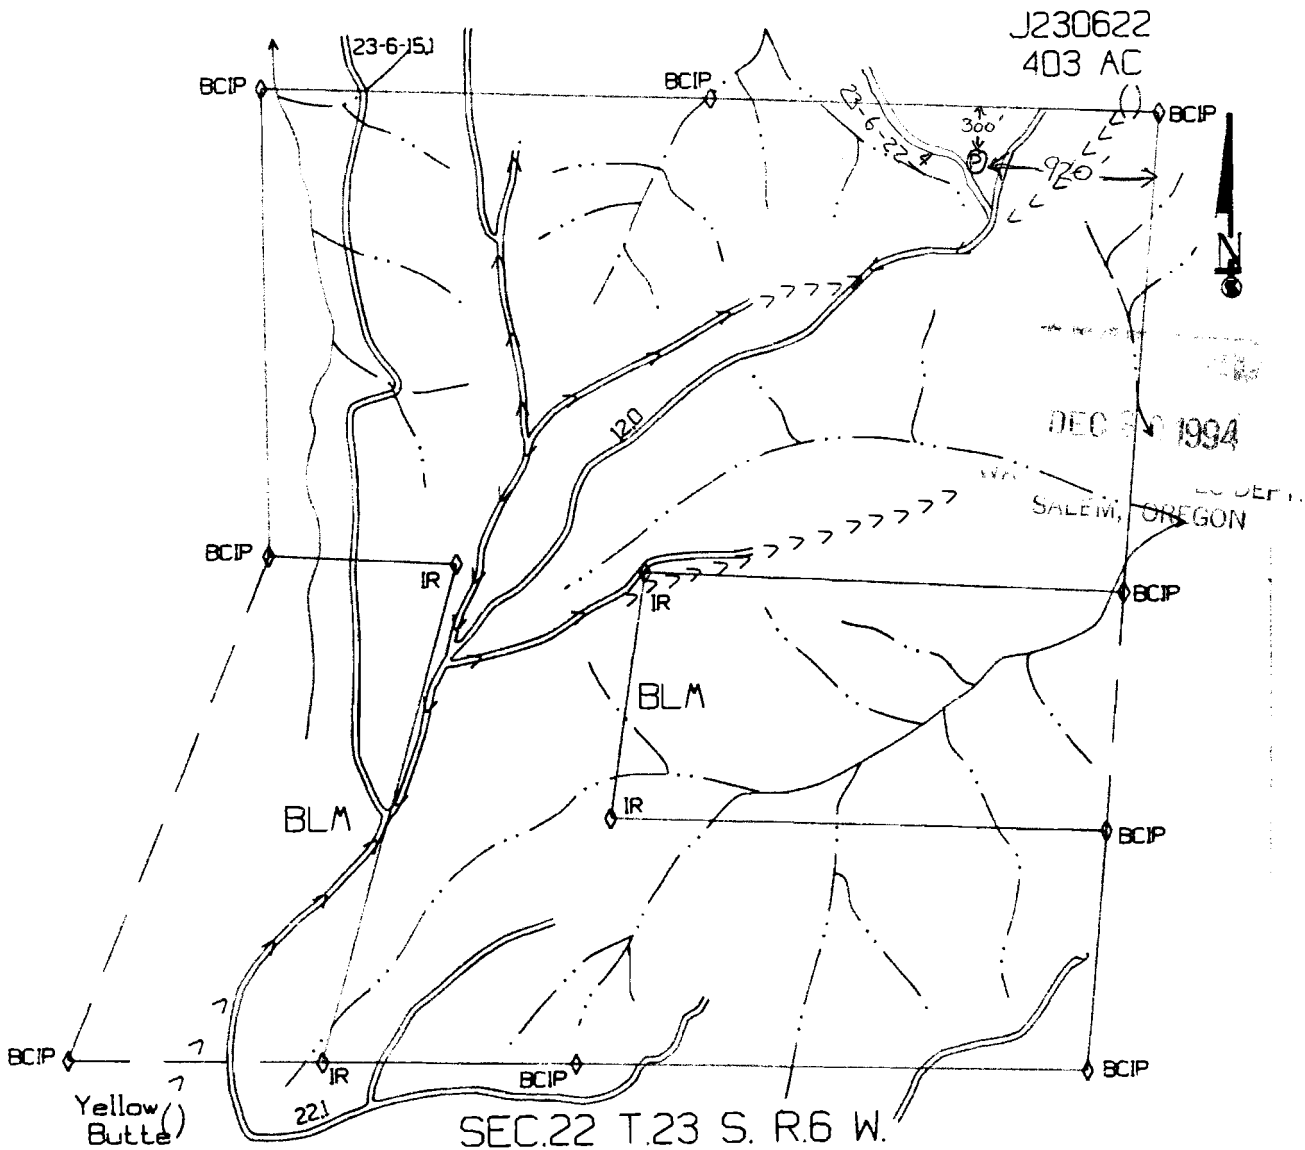 J230622
403 AC
()
23-6-15.1
BCIP
BCIP
BCIP
23-6-22.4
300
P
920
N
DEC 1994
SALEM, OREGON
12.0
BCIP
IR
IR
BCIP
BLM
IR
BLM
BCIP
BCIP
IR
BCIP
BCIP
Yellow
Butte
()
22.1
SEC.22 T.23 S. R.6 W.